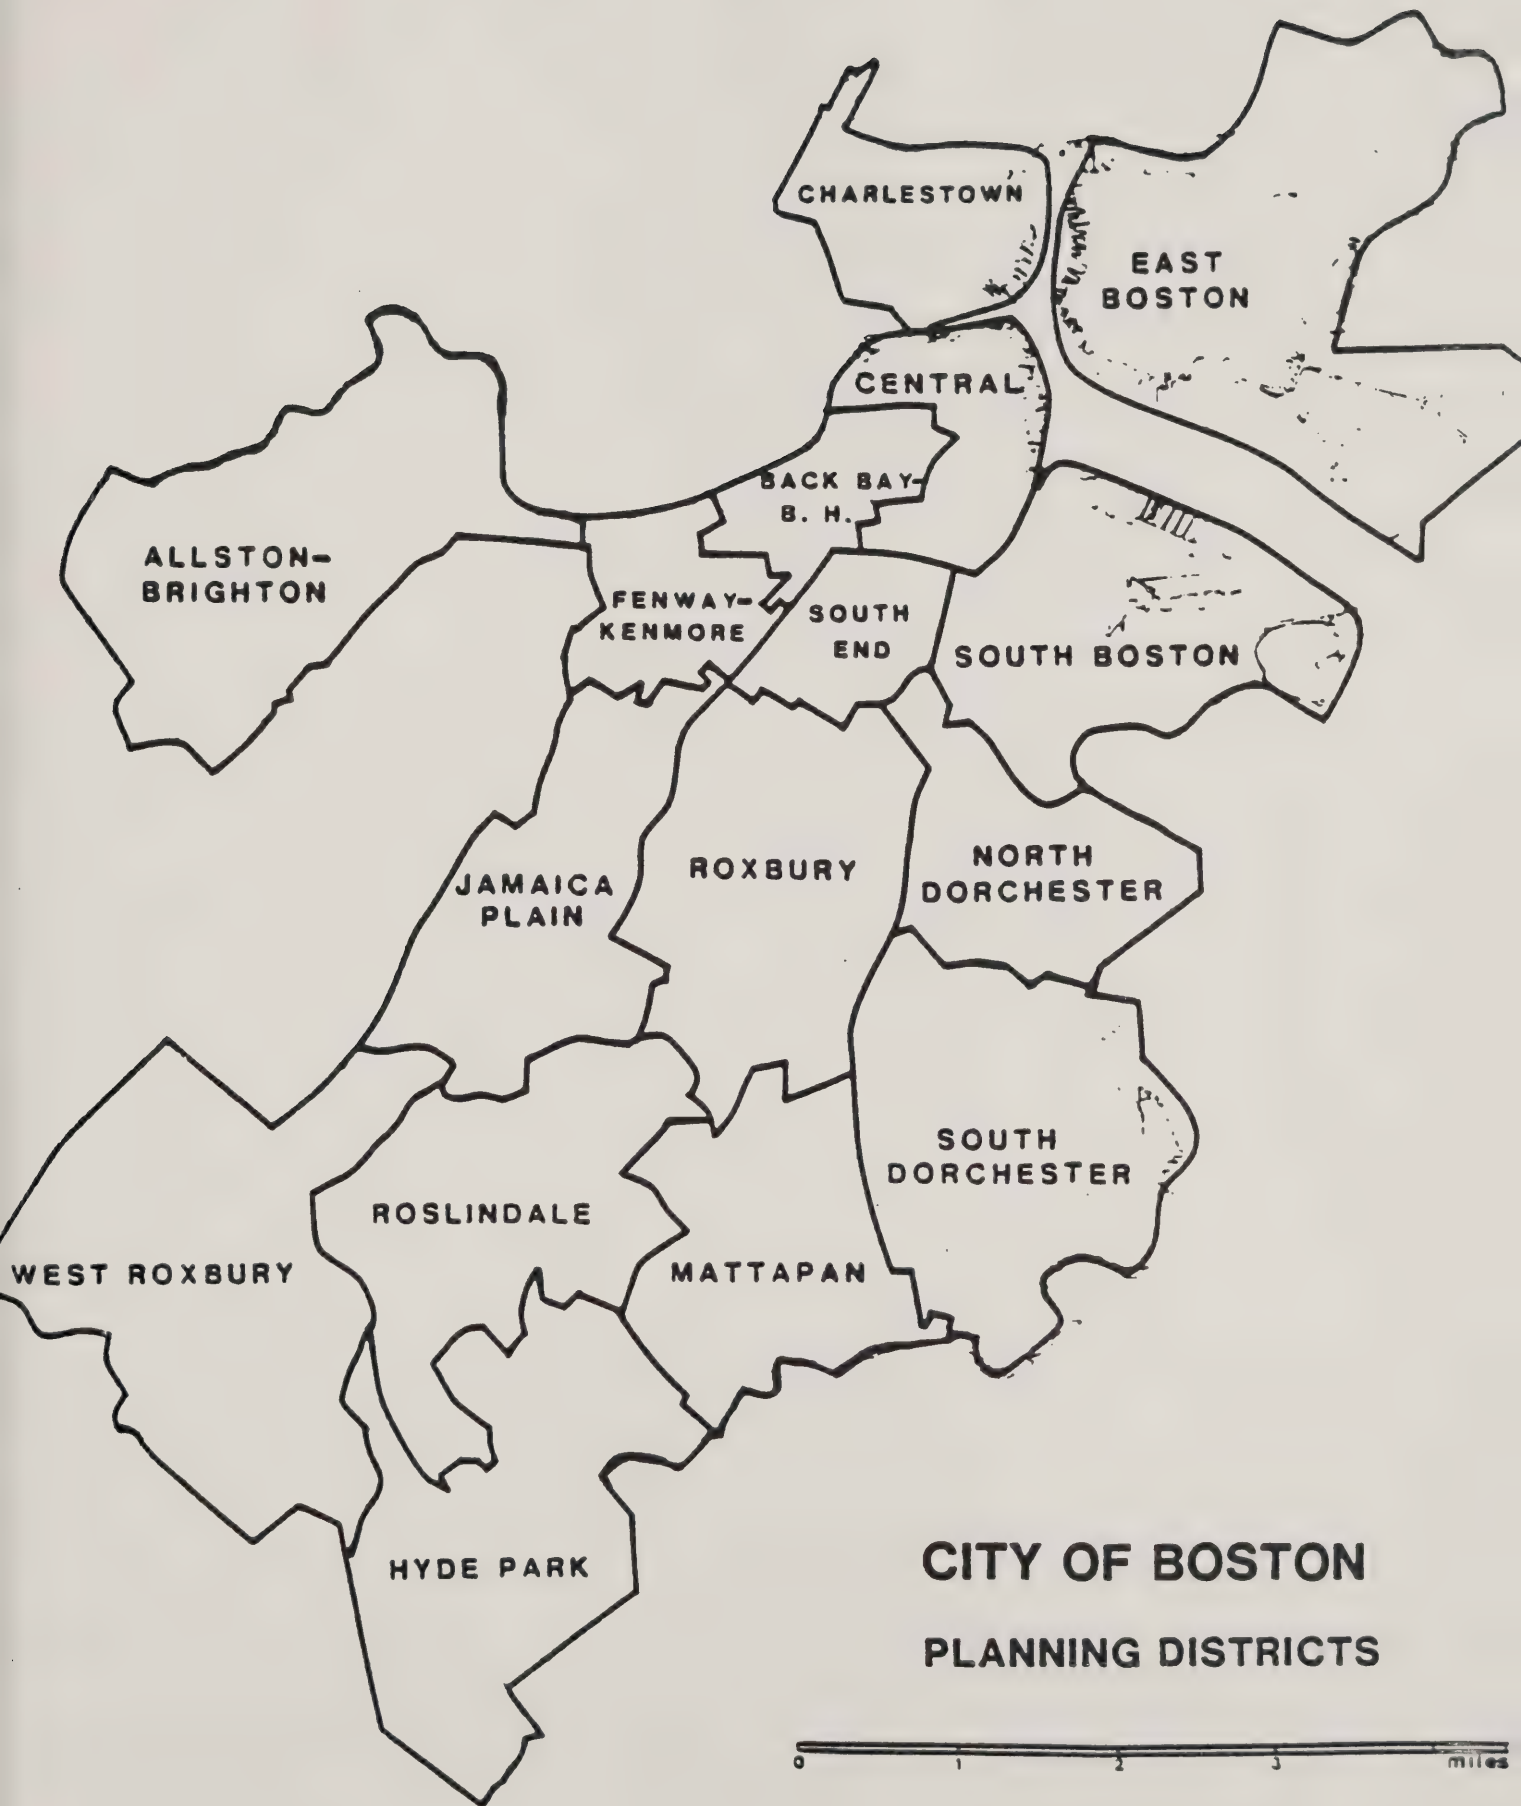 CHARLESTOWN
EAST
BOSTON
CENTRAL
BACK BAY-
B. H.
ALLSTON-
BRIGHTON
FENWAY-
KENMORE
SOUTH
END
SOUTH BOSTON
NORTH
DORCHESTER
ROXBURY
JAMAICA
PLAIN
SOUTH
DORCHESTER
ROSLINDALE
WEST ROXBURY
MATTAPAN
HYDE PARK
CITY OF BOSTON
PLANNING DISTRICTS
0 1 2 3 miles